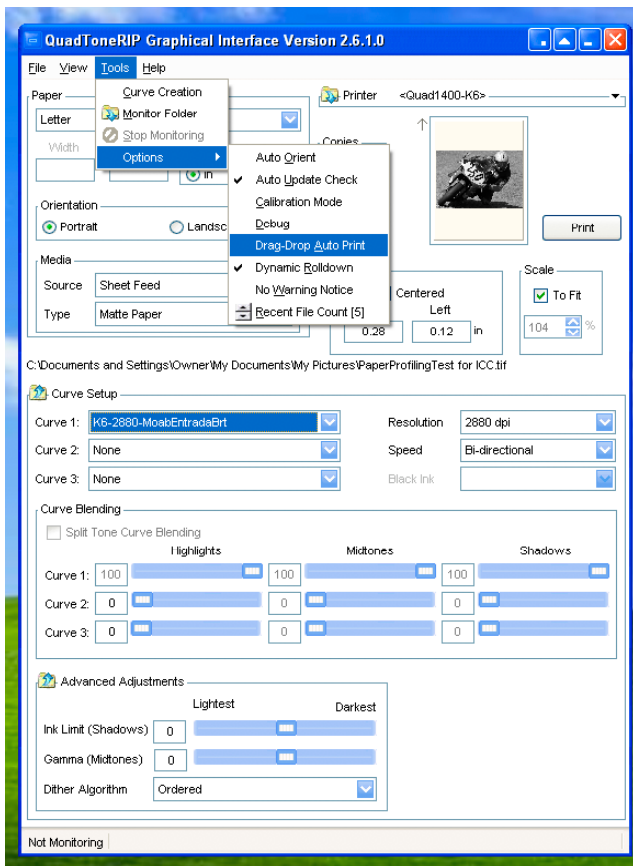 QuadToneRIP Graphical Interface Version 2.6.1.0
File View Tools Help
Paper
Letter
Width
in
Curve Creation
Monitor Folder
Stop Monitoring
Options
Auto Orient
Auto Update Check
Calibration Mode
Debug
Drag-Drop Auto Print
Dynamic Rolldown
No Warning Notice
Recent File Count [5]
Printer <Quad1400-K6>
Copies
Print
Orientation
Portrait Landsc
Media
Source Sheet Feed
Type Matte Paper
Centered
Left
0.28 0.12 in
Scale
To Fit
104 %
C:\Documents and Settings\Owner\My Documents\My Pictures\PaperProfilingTest for ICC.tif
Curve Setup
Curve 1: K6-2880-MoabEntradaBrt Resolution 2880 dpi
Curve 2: None Speed Bi-directional
Curve 3: None Black Ink
Curve Blending
Split Tone Curve Blending
Highlights Midtones Shadows
Curve 1: 100 100 100
Curve 2: 0 0 0
Curve 3: 0 0 0
Advanced Adjustments
Lightest Darkest
Ink Limit (Shadows) 0
Gamma (Midtones) 0
Dither Algorithm Ordered
Not Monitoring